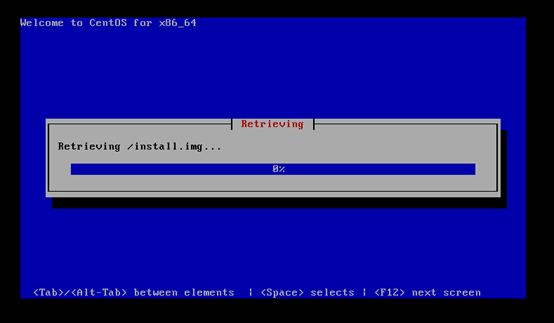 Welcome to CentOS for x86_64
Retrieving
Retrieving /install.img...
0%
<Tab>/<Alt-Tab> between elements | <Space> selects | <F12> next screen